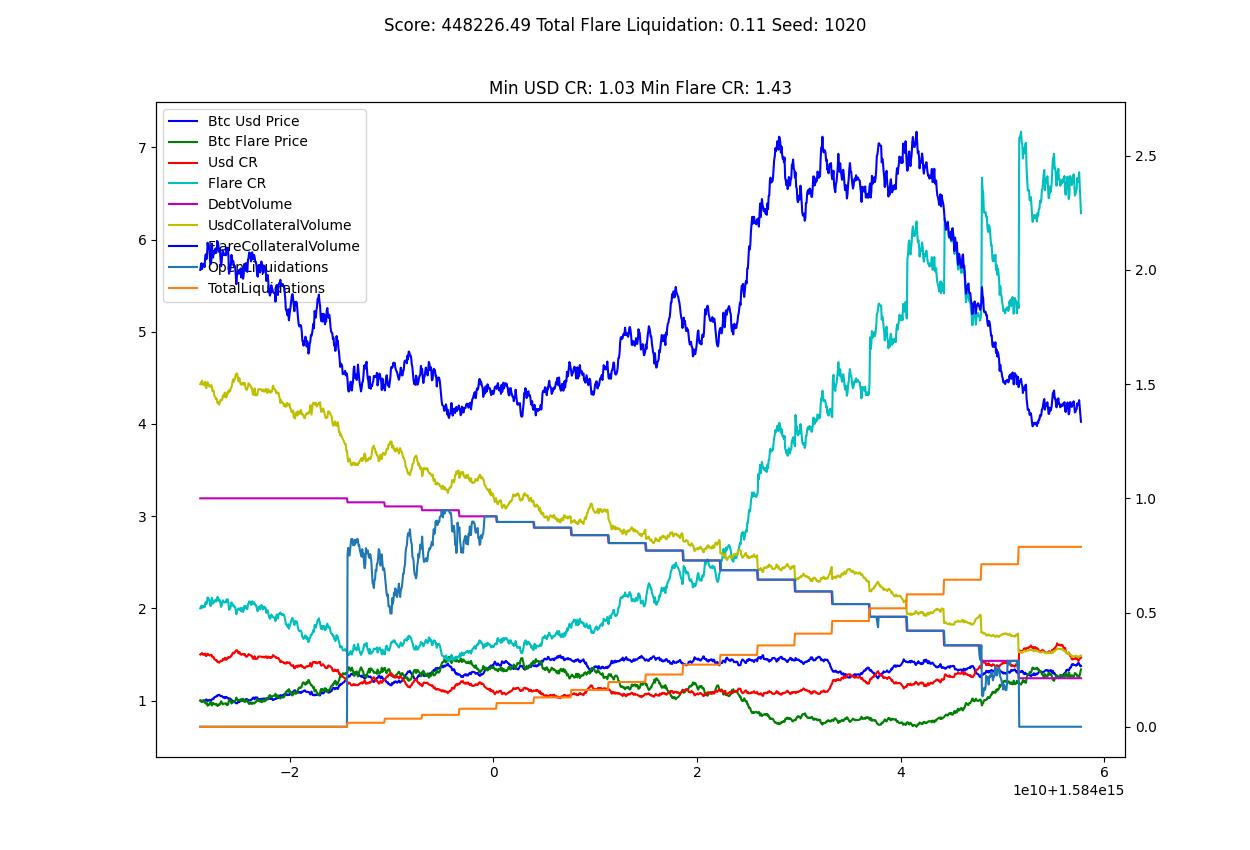 Score: 448226.49 Total Flare Liquidation: 0.11 Seed: 1020
Min USD CR: 1.03 Min Flare CR: 1.43
Btc Usd Price
Btc Flare Price
Usd CR
Flare CR
DebtVolume
UsdCollateralVolume
FlareCollateralVolume
OpenLiquidations
TotalLiquidations
7
6
5
4
3
2
1
2.5
2.0
1.5
1.0
0.5
0.0
−2
0
2
4
6
1e10+1.584e15